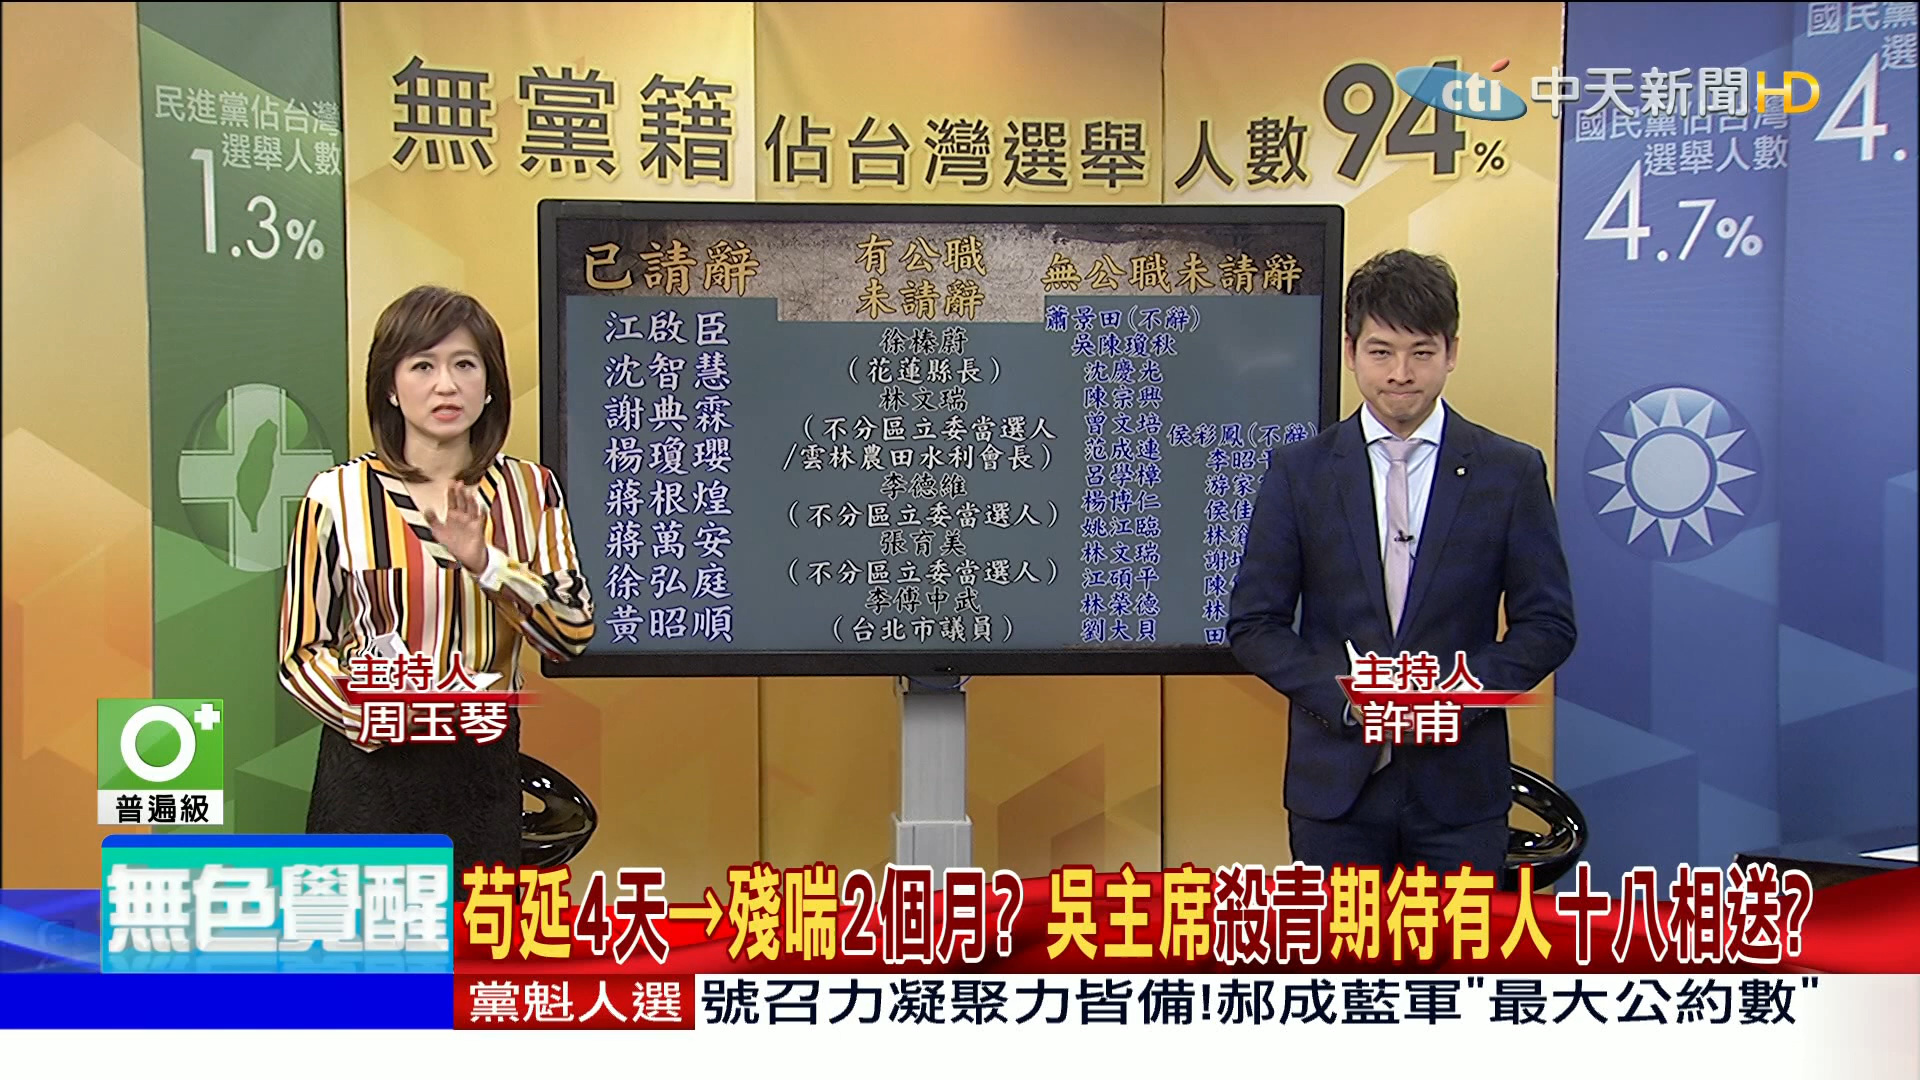 無黨籍 佔台灣選舉 人數 94%
民進黨佔台灣
選舉人數
1.3%
cti 中天新聞HD
國民黨佔台灣
選舉人數
4.7%
國民黨
選
4.
已請辭
江啟臣
沈智慧
謝典霖
楊瓊瓔
蔣根煌
蔣萬安
徐弘庭
黃昭順
有公職
未請辭
徐榛蔚
(花蓮縣長)
林文瑞
(不分區立委當選人
/雲林農田水利會長)
李德維
(不分區立委當選人)
張育美
(不分區立委當選人)
李傅中武
(台北市議員)
無公職未請辭
蕭景田(不辭)
吳陳瓊秋
沈慶光
陳宗興
曾文培
范成連
呂學樟
楊博仁
姚江臨
林文瑞
江碩平
林榮德
劉大貝
侯彩鳳(不辭)
李昭平
游家
侯佳
林滄
謝
陳
林
田
主持人
周玉琴
主持人
許甫
普遍級
無色覺醒
苟延4天→殘喘2個月? 吳主席殺青期待有人十八相送?
黨魁人選
號召力凝聚力皆備!郝成藍軍"最大公約數"